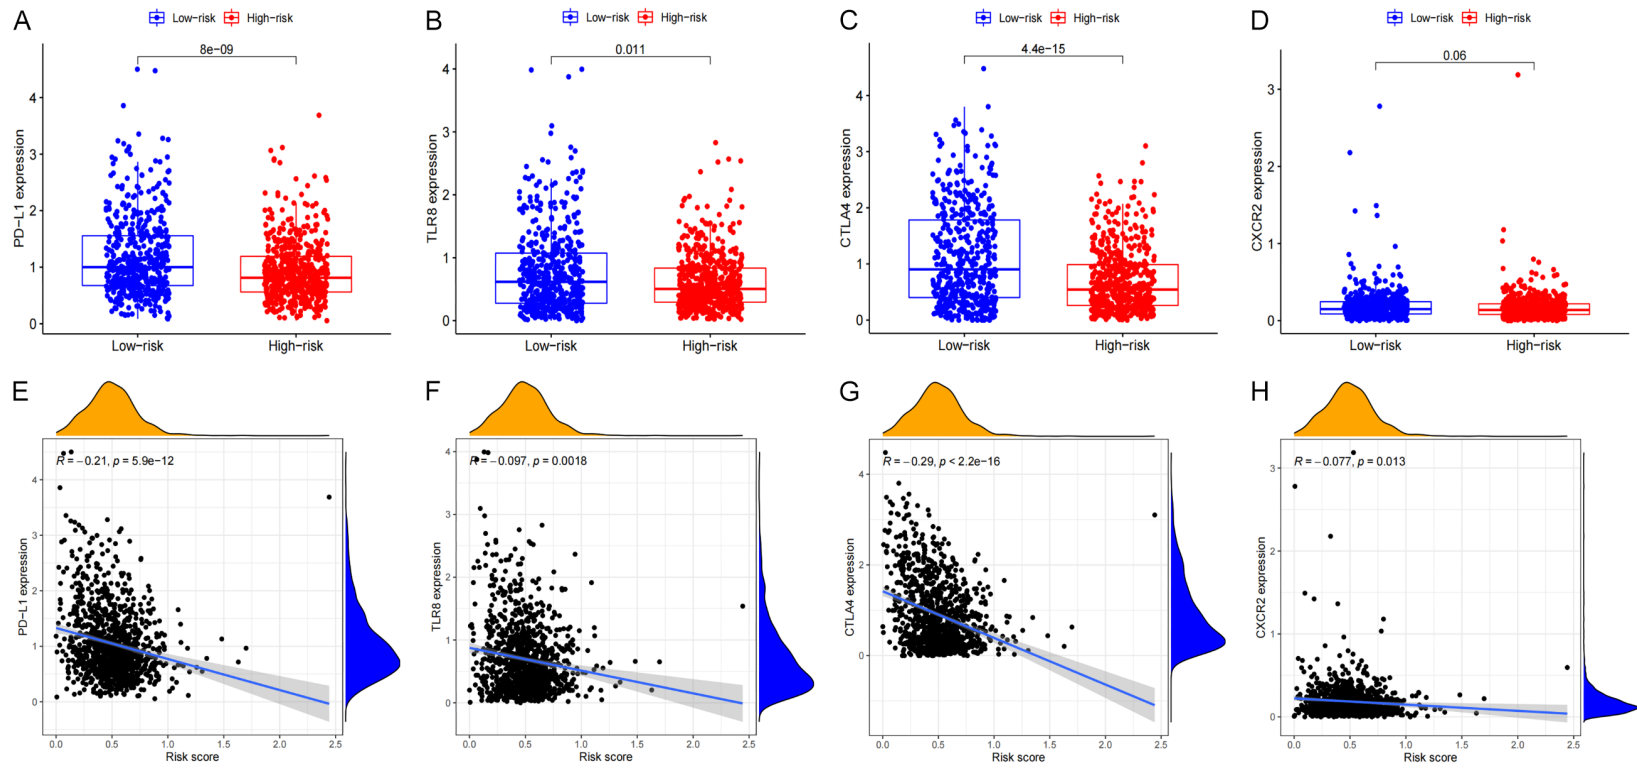 A
Low-risk High-risk
8e-09
PD-L1 expression
4
3
2
1
0
Low-risk High-risk
B
Low-risk High-risk
0.011
TLR8 expression
4
3
2
1
0
Low-risk High-risk
C
Low-risk High-risk
4.4e-15
CTLA4 expression
4
3
2
1
0
Low-risk High-risk
D
Low-risk High-risk
0.06
CXCR2 expression
3
2
1
0
Low-risk High-risk
E
R = -0.21, p = 5.9e-12
PD-L1 expression
4
3
2
1
0
0.0 0.5 1.0 1.5 2.0 2.5
Risk score
F
R = -0.097, p = 0.0018
TLR8 expression
4
3
2
1
0
0.0 0.5 1.0 1.5 2.0 2.5
Risk score
G
R = -0.29, p < 2.2e-16
CTLA4 expression
4
2
0
0.0 0.5 1.0 1.5 2.0 2.5
Risk score
H
R = -0.077, p = 0.013
CXCR2 expression
3
2
1
0
0.0 0.5 1.0 1.5 2.0 2.5
Risk score